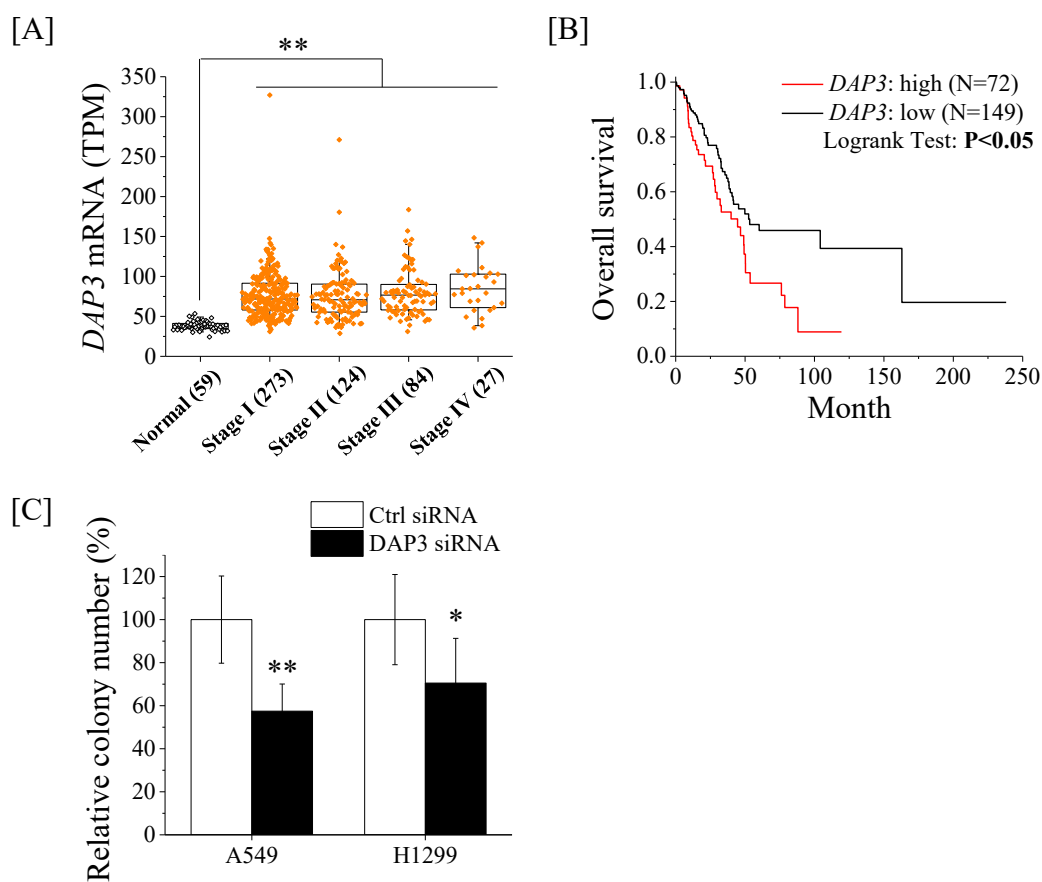 [A]
**
DAP3 mRNA (TPM)
350
300
250
200
150
100
50
0
Normal (59)
Stage I (273)
Stage II (124)
Stage III (84)
Stage IV (27)
[B]
DAP3: high (N=72)
DAP3: low (N=149)
Logrank Test: P<0.05
Overall survival
1.0
0.8
0.6
0.4
0.2
0.0
0 50 100 150 200 250
Month
[C]
Ctrl siRNA
DAP3 siRNA
Relative colony number (%)
120
100
80
60
40
20
0
**
*
A549 H1299